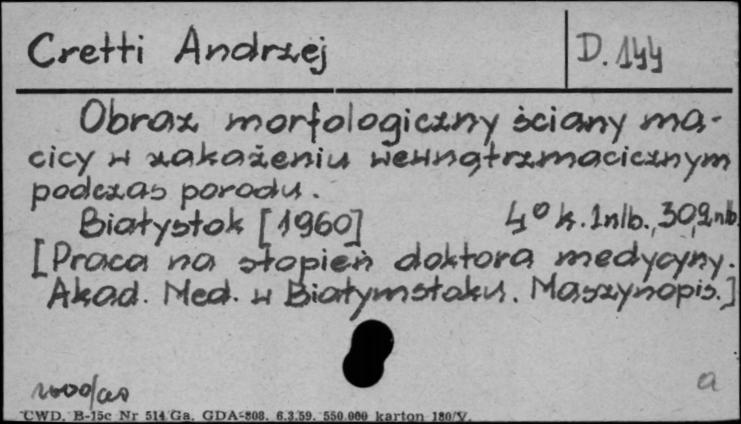 Cretti Andrzej
D. 144
Obraz morfologiczny ściany ma-
cicy w zakażeniu wewnątrzmacicznym
podczas porodu.
Białystok [1960] 4° k. 1nlb., 30, 2nlb.
[Praca na stopień doktora medycyny.
Akad. Med. w Białymstoku. Maszynopis.]
a
CWD. B-15c Nr 514 Ga. GDA-808. 6.3.59. 550.000 karton 180/V.